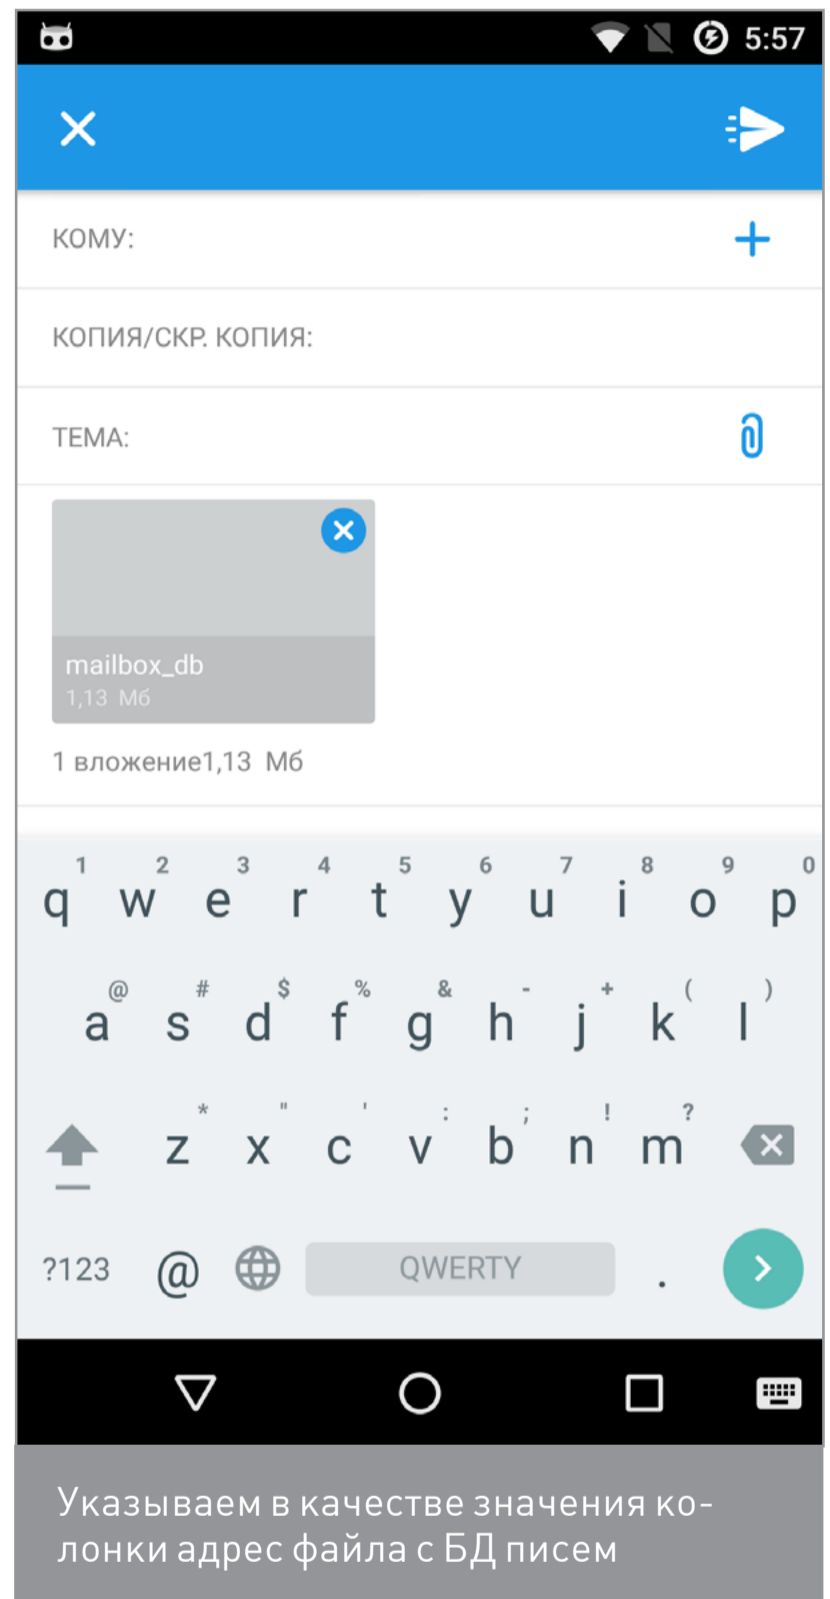 5:57
КОМУ:
КОПИЯ/СКР. КОПИЯ:
ТЕМА:
mailbox_db
1,13 Мб
1 вложение1,13 Мб
1 2 3 4 5 6 7 8 9 0
q w e r t y u i o p
@ # $ % & - + ( )
a s d f g h j k l
* " ' : ; ! ?
z x c v b n m
?123 @ QWERTY .
Указываем в качестве значения ко-
лонки адрес файла с БД писем